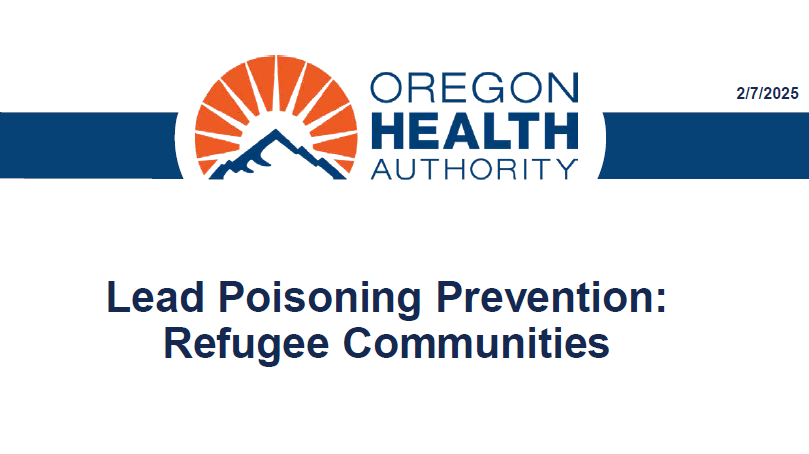 OREGON
HEALTH
AUTHORITY
2/7/2025
Lead Poisoning Prevention:
Refugee Communities